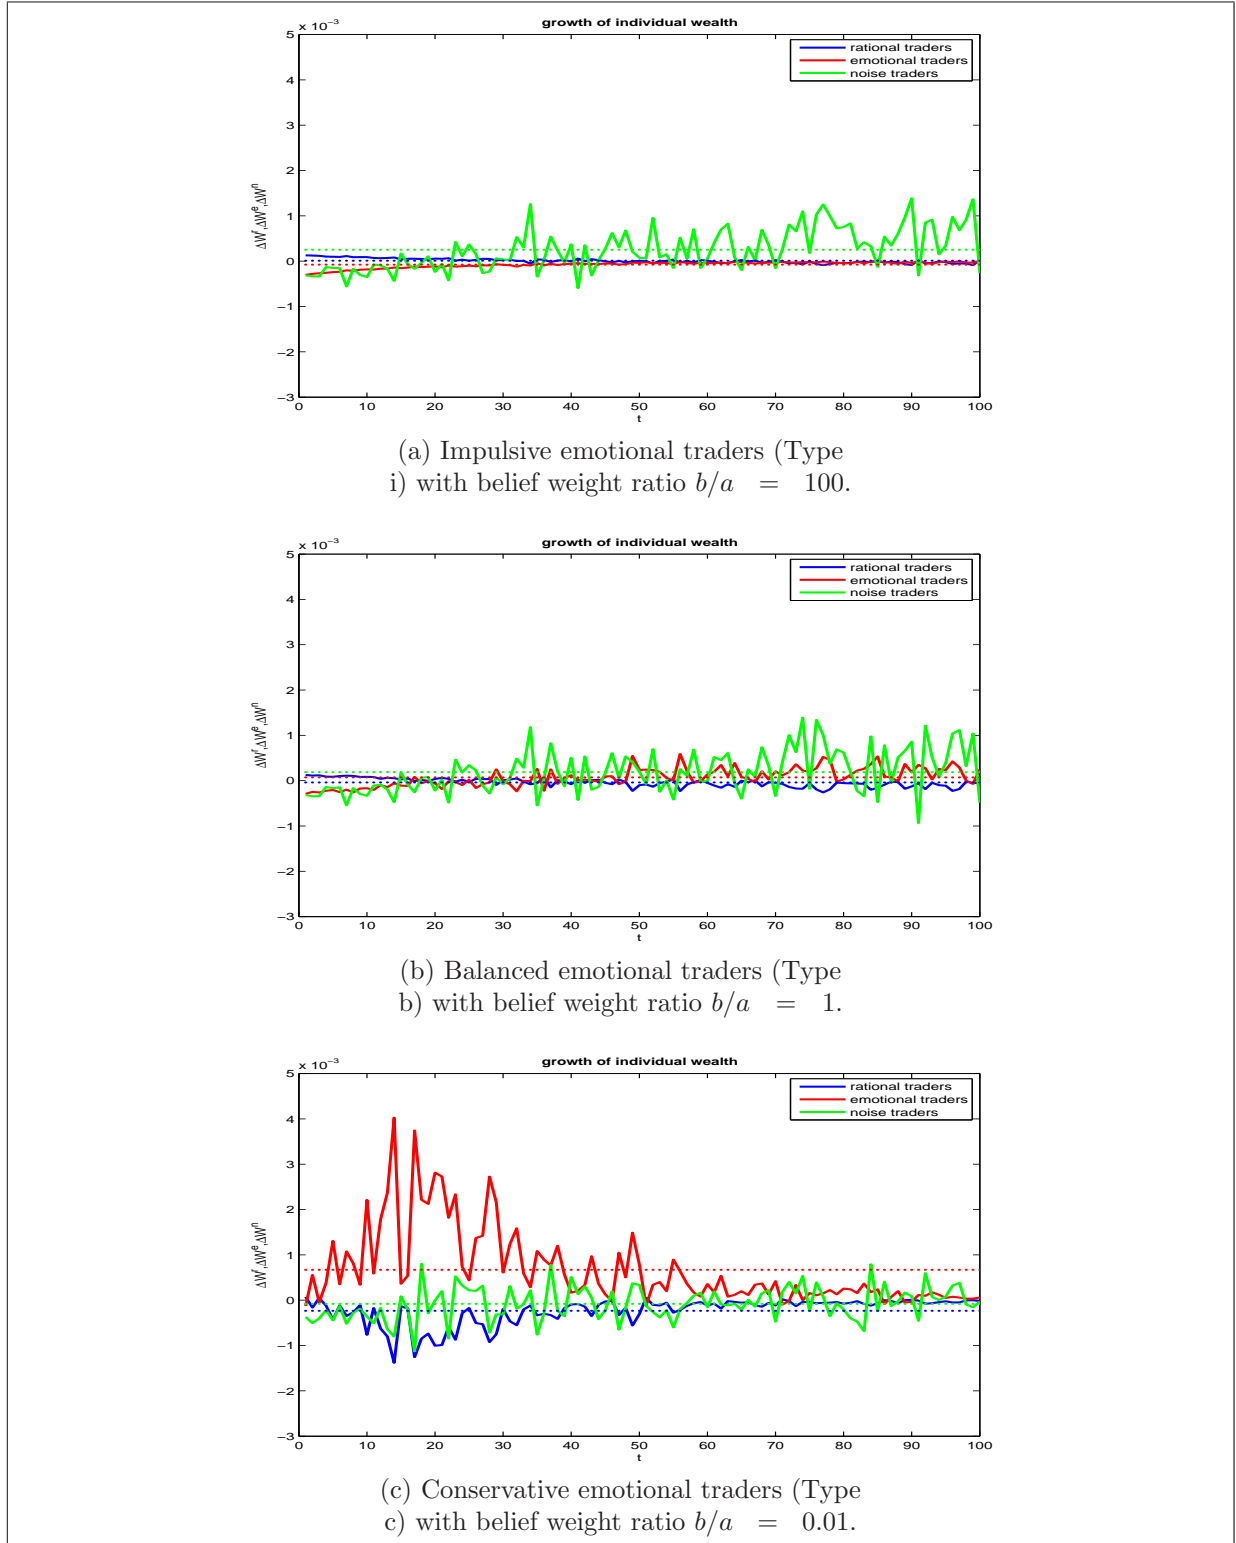 growth of individual wealth
x 10⁻³
5
4
3
2
1
0
−1
−2
−3
ΔWʳ,ΔWᵉ,ΔWⁿ
rational traders
emotional traders
noise traders
0 10 20 30 40 50 60 70 80 90 100
t
(a) Impulsive emotional traders (Type
i) with belief weight ratio b/a = 100.
growth of individual wealth
x 10⁻³
5
4
3
2
1
0
−1
−2
−3
ΔWʳ,ΔWᵉ,ΔWⁿ
rational traders
emotional traders
noise traders
0 10 20 30 40 50 60 70 80 90 100
t
(b) Balanced emotional traders (Type
b) with belief weight ratio b/a = 1.
growth of individual wealth
x 10⁻³
5
4
3
2
1
0
−1
−2
−3
ΔWʳ,ΔWᵉ,ΔWⁿ
rational traders
emotional traders
noise traders
0 10 20 30 40 50 60 70 80 90 100
t
(c) Conservative emotional traders (Type
c) with belief weight ratio b/a = 0.01.